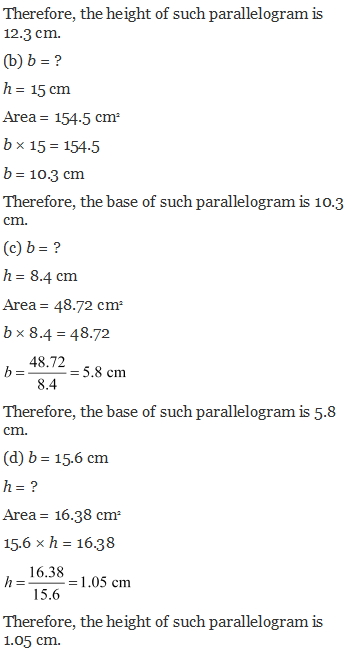 Therefore, the height of such parallelogram is
12.3 cm.
(b) b = ?
h = 15 cm
Area = 154.5 cm²
b × 15 = 154.5
b = 10.3 cm
Therefore, the base of such parallelogram is 10.3
cm.
(c) b = ?
h = 8.4 cm
Area = 48.72 cm²
b × 8.4 = 48.72
b = 48.72/8.4 = 5.8 cm
Therefore, the base of such parallelogram is 5.8
cm.
(d) b = 15.6 cm
h = ?
Area = 16.38 cm²
15.6 × h = 16.38
h = 16.38/15.6 = 1.05 cm
Therefore, the height of such parallelogram is
1.05 cm.